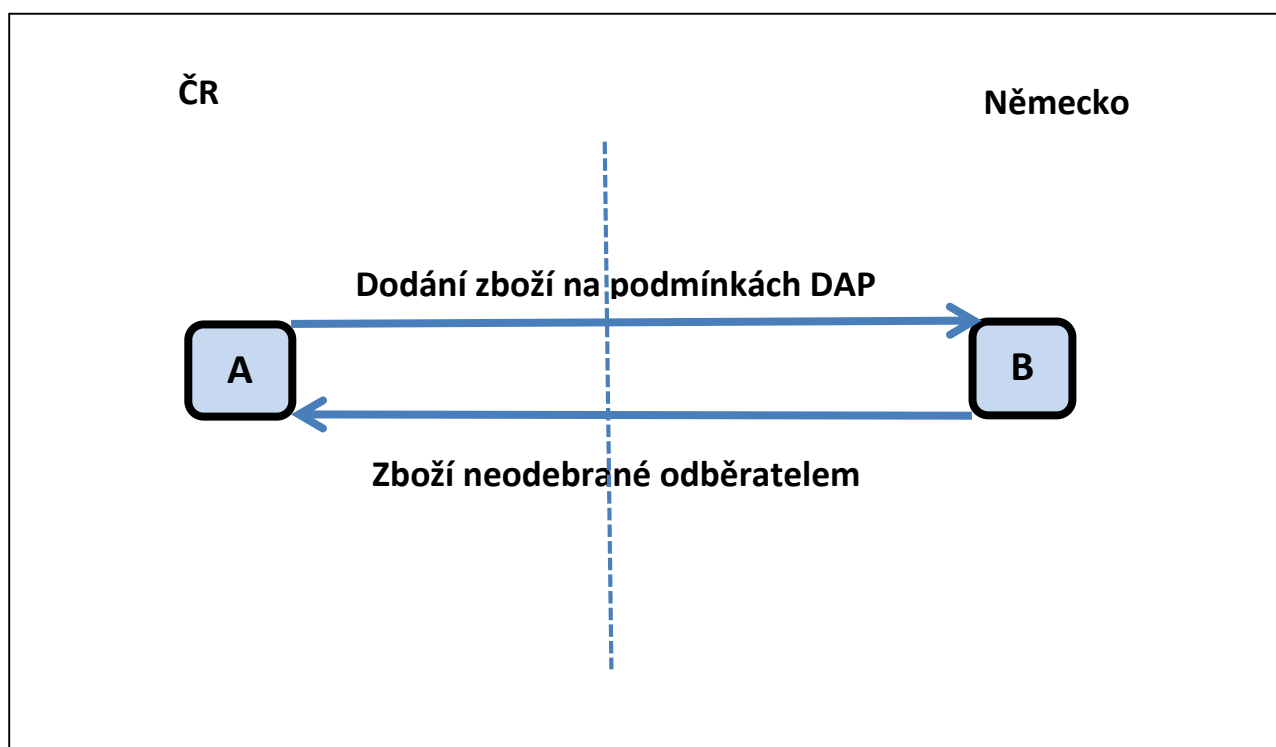 ČR
Německo
Dodání zboží na podmínkách DAP
A
B
Zboží neodebrané odběratelem